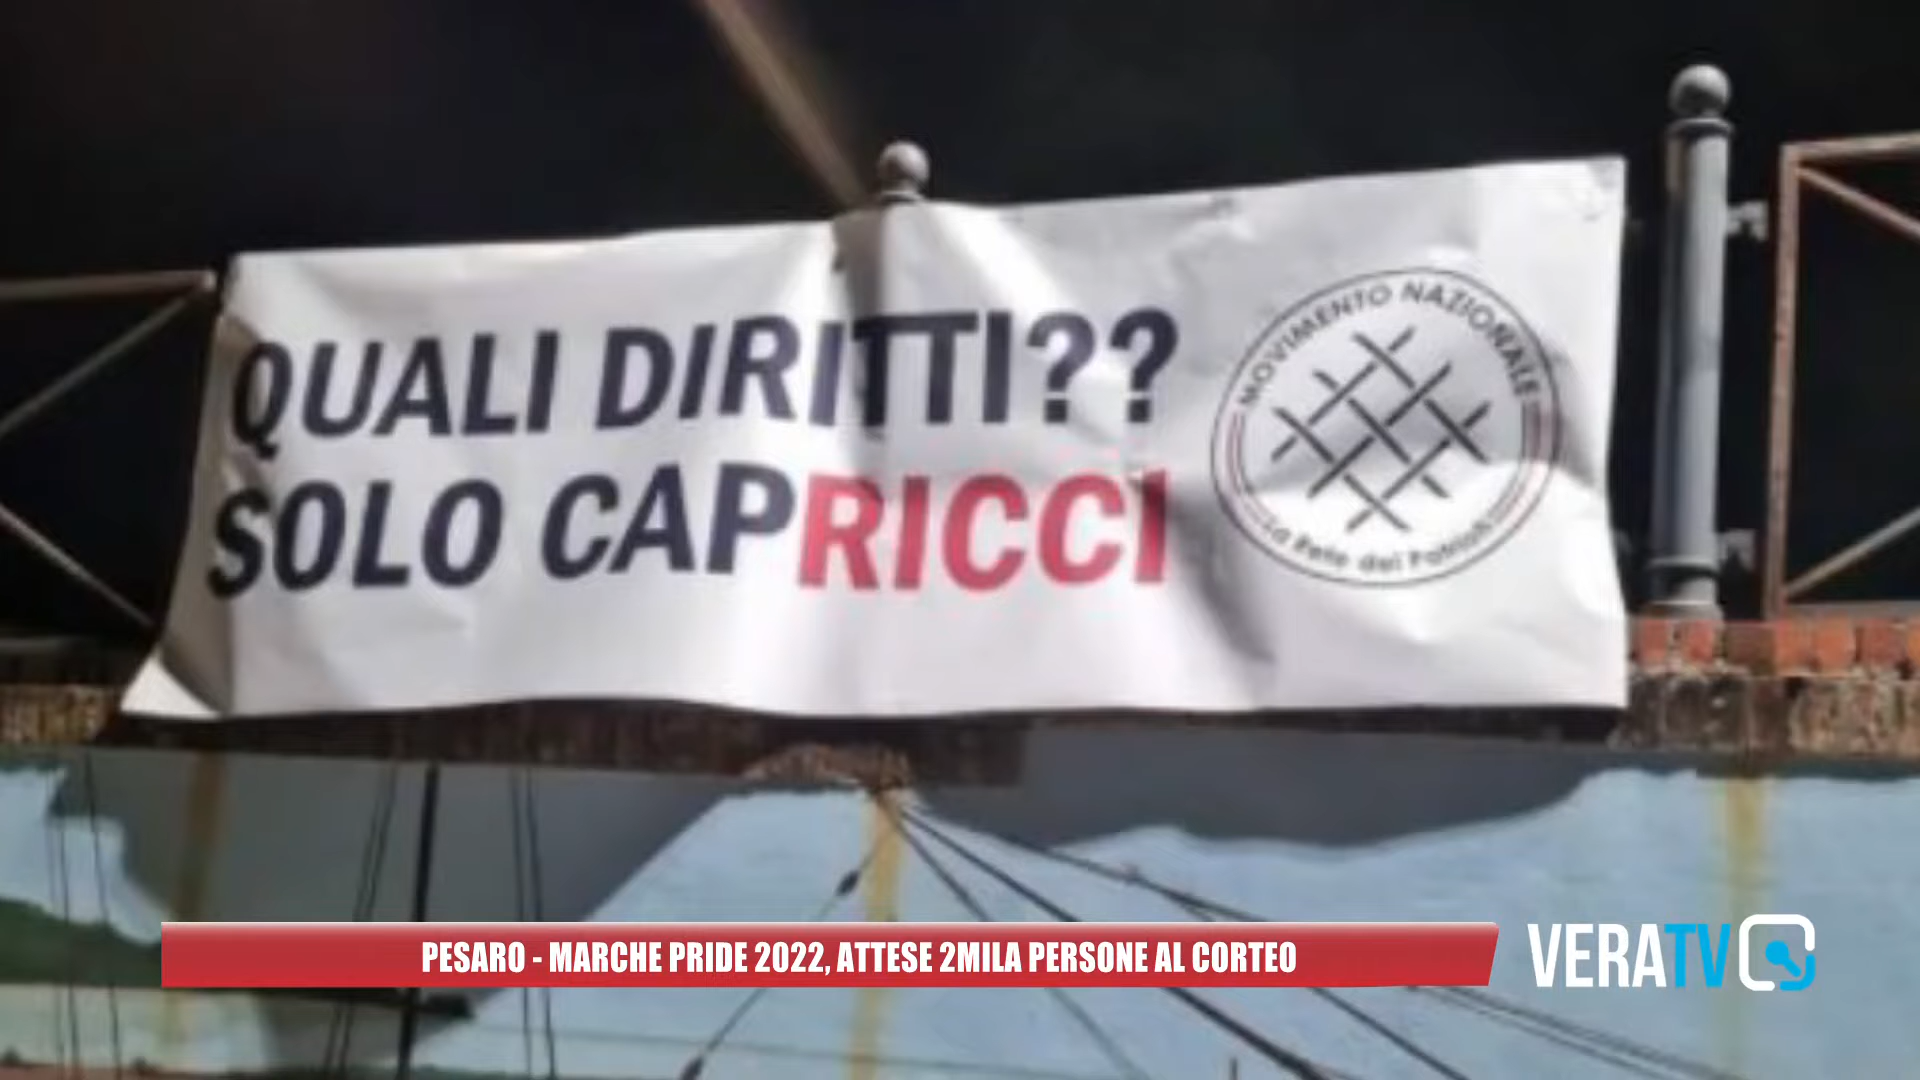 QUALI DIRITTI??
SOLO CAPRICCI
MOVIMENTO NAZIONALE
La Rete dei Patrioti
PESARO - MARCHE PRIDE 2022, ATTESE 2MILA PERSONE AL CORTEO
VERATV